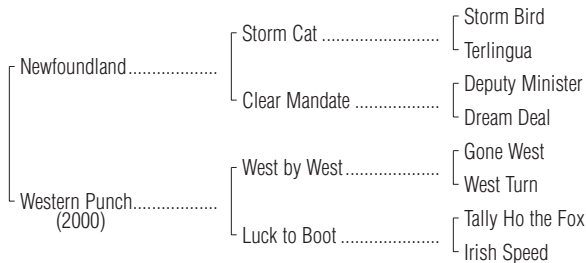 Storm Bird
Storm Cat ........................
Terlingua
Newfoundland..................
Deputy Minister
Clear Mandate .................
Dream Deal
Gone West
West by West...................
West Turn
Western Punch.................
(2000)
Tally Ho the Fox
Luck to Boot ....................
Irish Speed